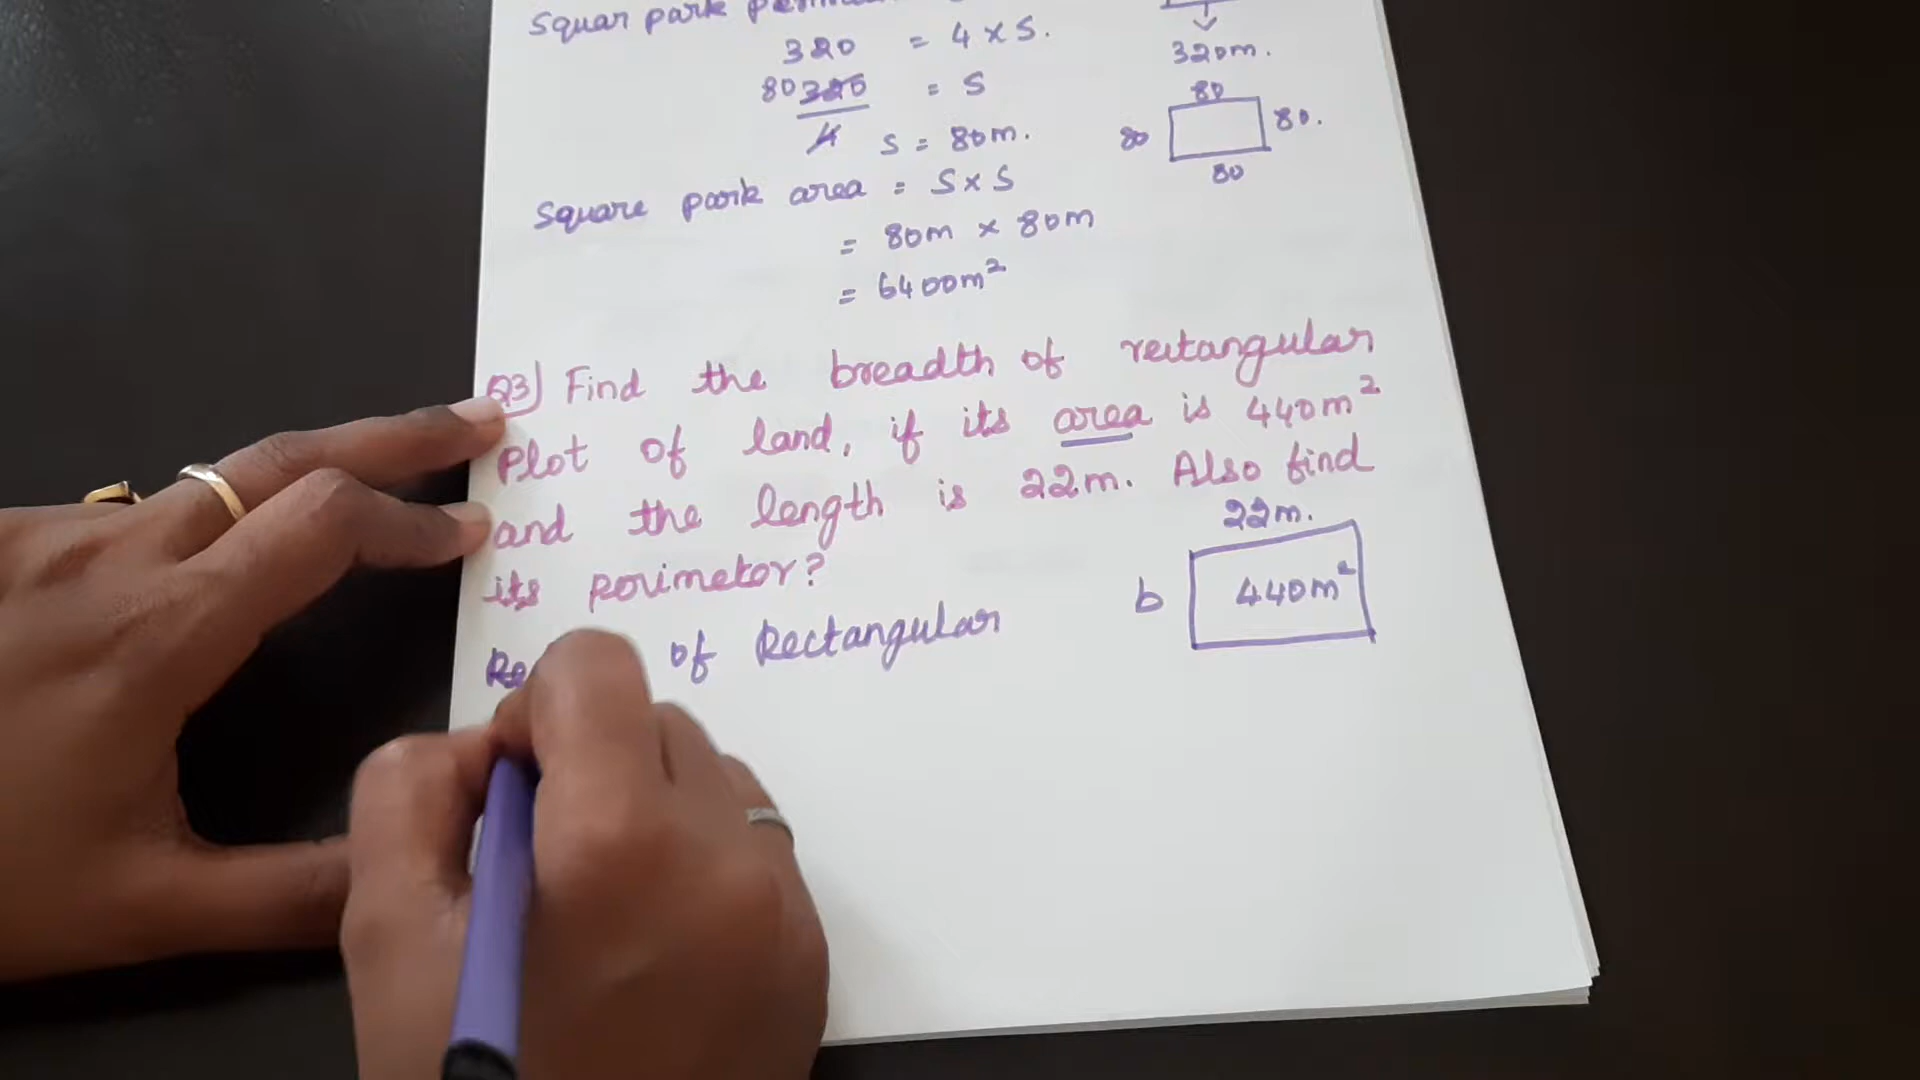 Squar park
320 = 4 x S.
320m.
80 320 = S
4
S = 80m.
80
80
80.
80
Square park area = S x S
= 80m x 80m
= 6400m²
Q3) Find the breadth of rectangular
Plot of land, if its area is 440m²
and the length is 22m. Also find
its perimeter?
22m.
b
440m²
of Rectangular